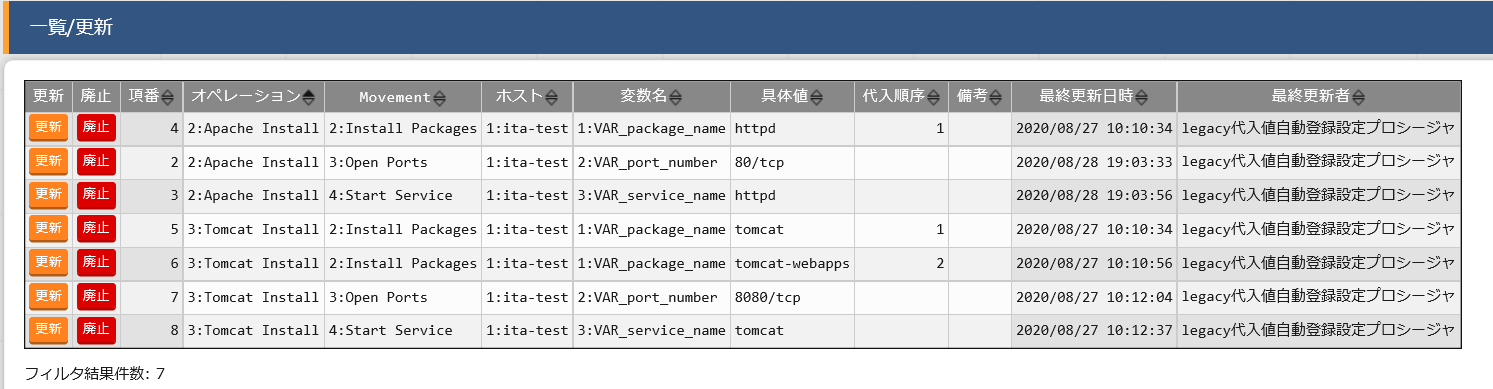 一覧/更新
更新 廃止 項番 オペレーション Movement ホスト 変数名 具体値 代入順序 備考 最終更新日時 最終更新者
更新 廃止 4 2:Apache Install 2:Install Packages 1:ita-test 1:VAR_package_name httpd 1 2020/08/27 10:10:34 legacy代入値自動登録設定プロシージャ
更新 廃止 2 2:Apache Install 3:Open Ports 1:ita-test 2:VAR_port_number 80/tcp 2020/08/28 19:03:33 legacy代入値自動登録設定プロシージャ
更新 廃止 3 2:Apache Install 4:Start Service 1:ita-test 3:VAR_service_name httpd 2020/08/28 19:03:56 legacy代入値自動登録設定プロシージャ
更新 廃止 5 3:Tomcat Install 2:Install Packages 1:ita-test 1:VAR_package_name tomcat 1 2020/08/27 10:10:34 legacy代入値自動登録設定プロシージャ
更新 廃止 6 3:Tomcat Install 2:Install Packages 1:ita-test 1:VAR_package_name tomcat-webapps 2 2020/08/27 10:10:56 legacy代入値自動登録設定プロシージャ
更新 廃止 7 3:Tomcat Install 3:Open Ports 1:ita-test 2:VAR_port_number 8080/tcp 2020/08/27 10:12:04 legacy代入値自動登録設定プロシージャ
更新 廃止 8 3:Tomcat Install 4:Start Service 1:ita-test 3:VAR_service_name tomcat 2020/08/27 10:12:37 legacy代入値自動登録設定プロシージャ
フィルタ結果件数: 7